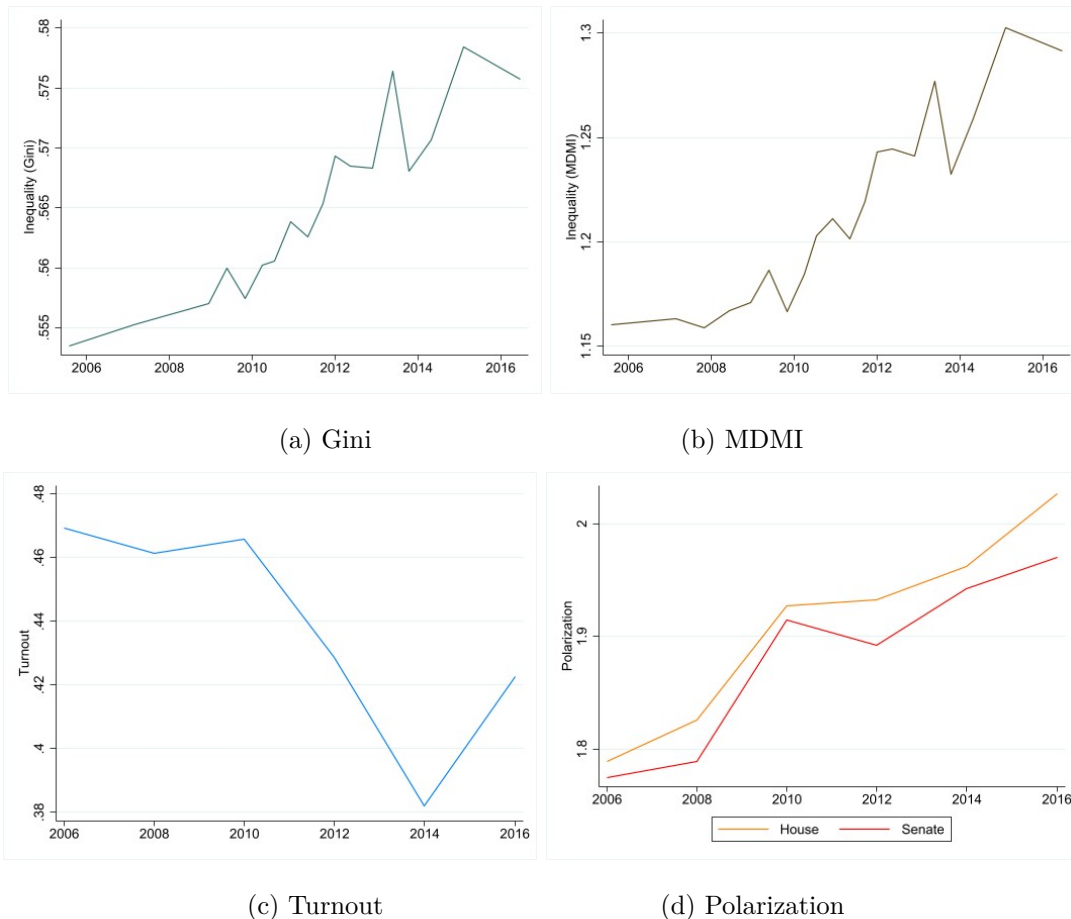 Inequality (Gini)
.58
.575
.57
.565
.56
.555
2006 2008 2010 2012 2014 2016
(a) Gini
Inequality (MDMI)
1.3
1.25
1.2
1.15
2006 2008 2010 2012 2014 2016
(b) MDMI
Turnout
.48
.46
.44
.42
.4
.38
2006 2008 2010 2012 2014 2016
(c) Turnout
Polarization
2
1.9
1.8
2006 2008 2010 2012 2014 2016
House Senate
(d) Polarization